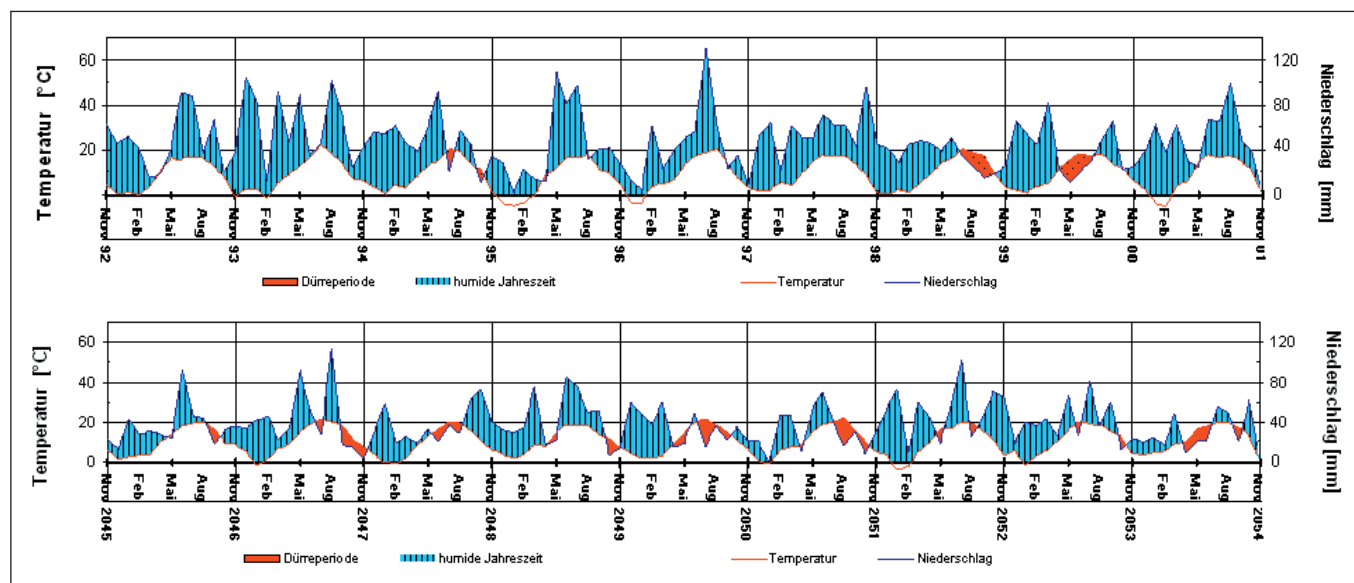 Temperatur [°C]
60
40
20
0
120
80
40
0
Niederschlag [mm]
Nov 92
Feb
Mai
Aug
Nov 93
Feb
Mai
Aug
Nov 94
Feb
Mai
Aug
Nov 95
Feb
Mai
Aug
Nov 96
Feb
Mai
Aug
Nov 97
Feb
Mai
Aug
Nov 98
Feb
Mai
Aug
Nov 99
Feb
Mai
Aug
Nov 00
Feb
Mai
Aug
Nov 01
Dürreperiode
humide Jahreszeit
Temperatur
Niederschlag
Temperatur [°C]
60
40
20
0
120
80
40
0
Niederschlag [mm]
Nov 2045
Feb
Mai
Aug
Nov 2046
Feb
Mai
Aug
Nov 2047
Feb
Mai
Aug
Nov 2048
Feb
Mai
Aug
Nov 2049
Feb
Mai
Aug
Nov 2050
Feb
Mai
Aug
Nov 2051
Feb
Mai
Aug
Nov 2052
Feb
Mai
Aug
Nov 2053
Feb
Mai
Aug
Nov 2054
Dürreperiode
humide Jahreszeit
Temperatur
Niederschlag